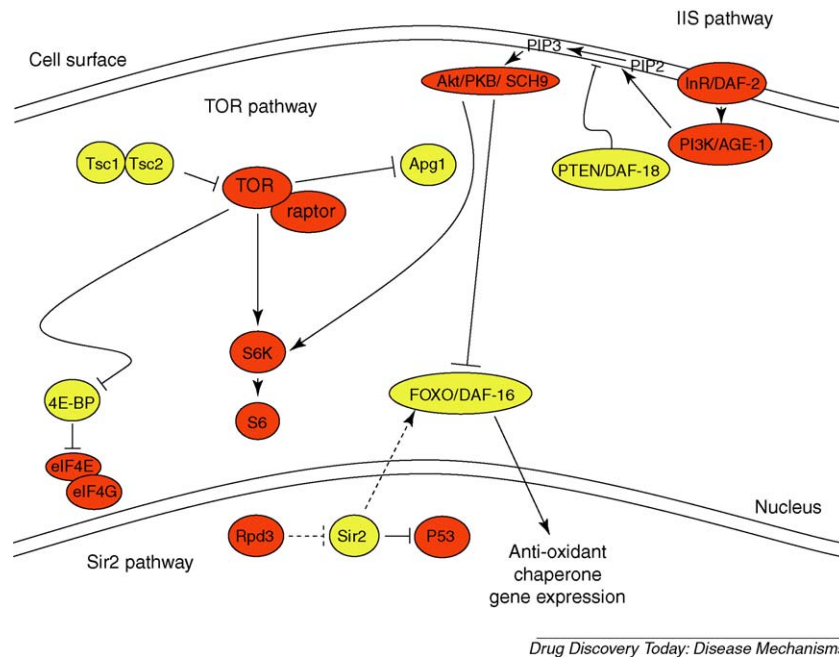 IIS pathway
Cell surface
PIP3
PIP2
Akt/PKB/ SCH9
InR/DAF-2
TOR pathway
PI3K/AGE-1
Tsc1
Tsc2
Apg1
PTEN/DAF-18
TOR
raptor
S6K
4E-BP
FOXO/DAF-16
S6
eIF4E
eIF4G
Nucleus
Rpd3
Sir2
P53
Sir2 pathway
Anti-oxidant
chaperone
gene expression
Drug Discovery Today: Disease Mechanisms